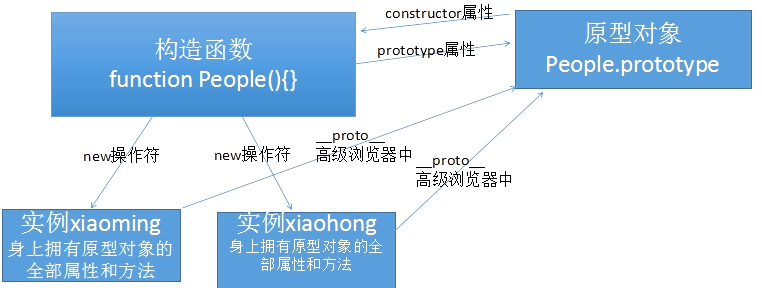 constructor属性
构造函数
function People(){}
prototype属性
原型对象
People.prototype
new操作符
new操作符
__proto__
高级浏览器中
__proto__
高级浏览器中
实例xiaoming
身上拥有原型对象的
全部属性和方法
实例xiaohong
身上拥有原型对象的全
部属性和方法